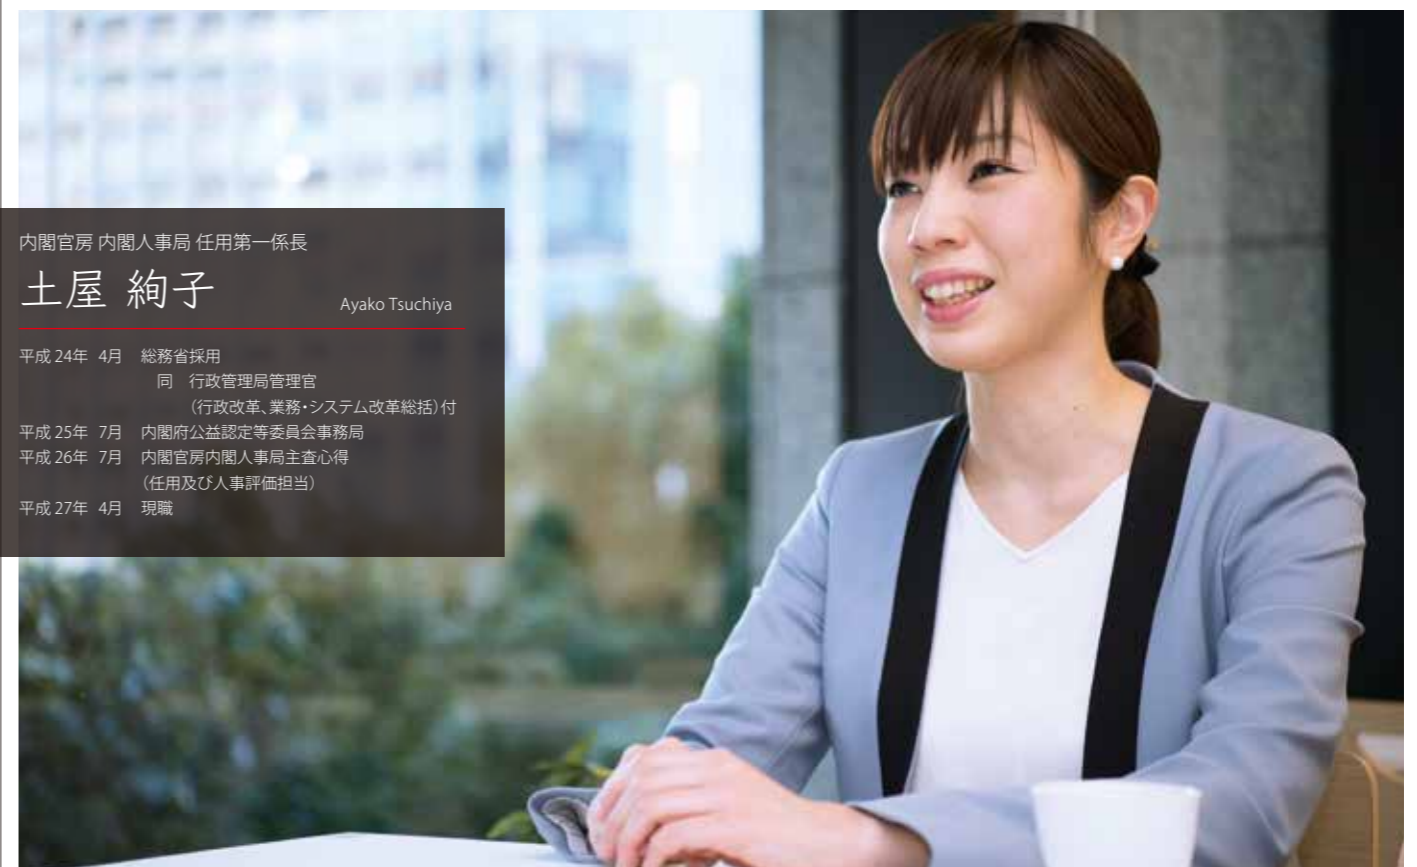 内閣官房 内閣人事局 任用第一係長
土屋 絢子 Ayako Tsuchiya
平成24年 4月 総務省採用
同 行政管理局管理官
（行政改革、業務・システム改革総括）付
平成25年 7月 内閣府公益認定等委員会事務局
平成26年 7月 内閣官房内閣人事局主査心得
（任用及び人事評価担当）
平成27年 4月 現職